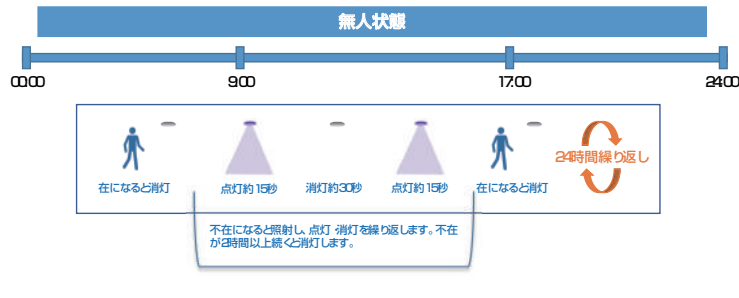 無人状態
00:00 9:00 17:00 24:00
24時間繰り返し
在になると消灯 点灯約15秒 消灯約30秒 点灯約15秒 在になると消灯
不在になると照射し、点灯・消灯を繰り返します。不在
が2時間以上続くと消灯します。